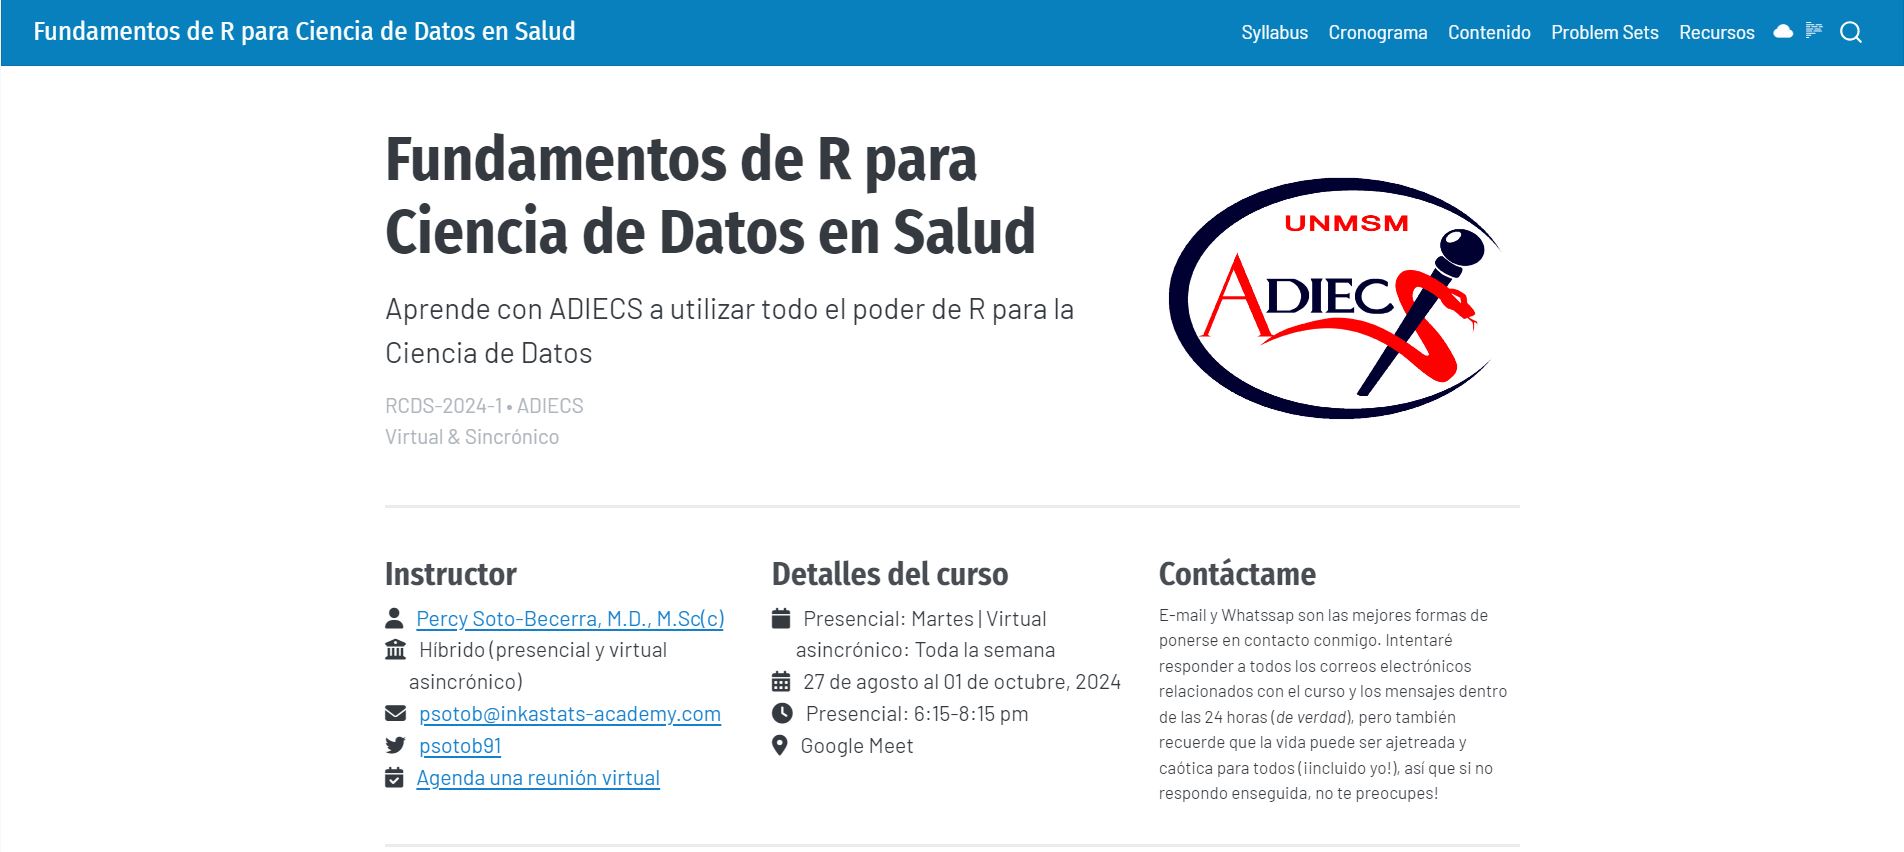 Fundamentos de R para Ciencia de Datos en Salud
Syllabus Cronograma Contenido Problem Sets Recursos
Fundamentos de R para
Ciencia de Datos en Salud
Aprende con ADIECS a utilizar todo el poder de R para la
Ciencia de Datos
RCDS-2024-1 • ADIECS
Virtual & Sincrónico
UNMSM
ADIECS
Instructor
Percy Soto-Becerra, M.D., M.Sc(c)
Híbrido (presencial y virtual
asincrónico)
psotob@inkastats-academy.com
psotob91
Agenda una reunión virtual
Detalles del curso
Presencial: Martes | Virtual
asincrónico: Toda la semana
27 de agosto al 01 de octubre, 2024
Presencial: 6:15-8:15 pm
Google Meet
Contáctame
E-mail y Whatssap son las mejores formas de
ponerse en contacto conmigo. Intentaré
responder a todos los correos electrónicos
relacionados con el curso y los mensajes dentro
de las 24 horas (de verdad), pero también
recuerde que la vida puede ser ajetreada y
caótica para todos (¡incluido yo!), así que si no
respondo enseguida, no te preocupes!